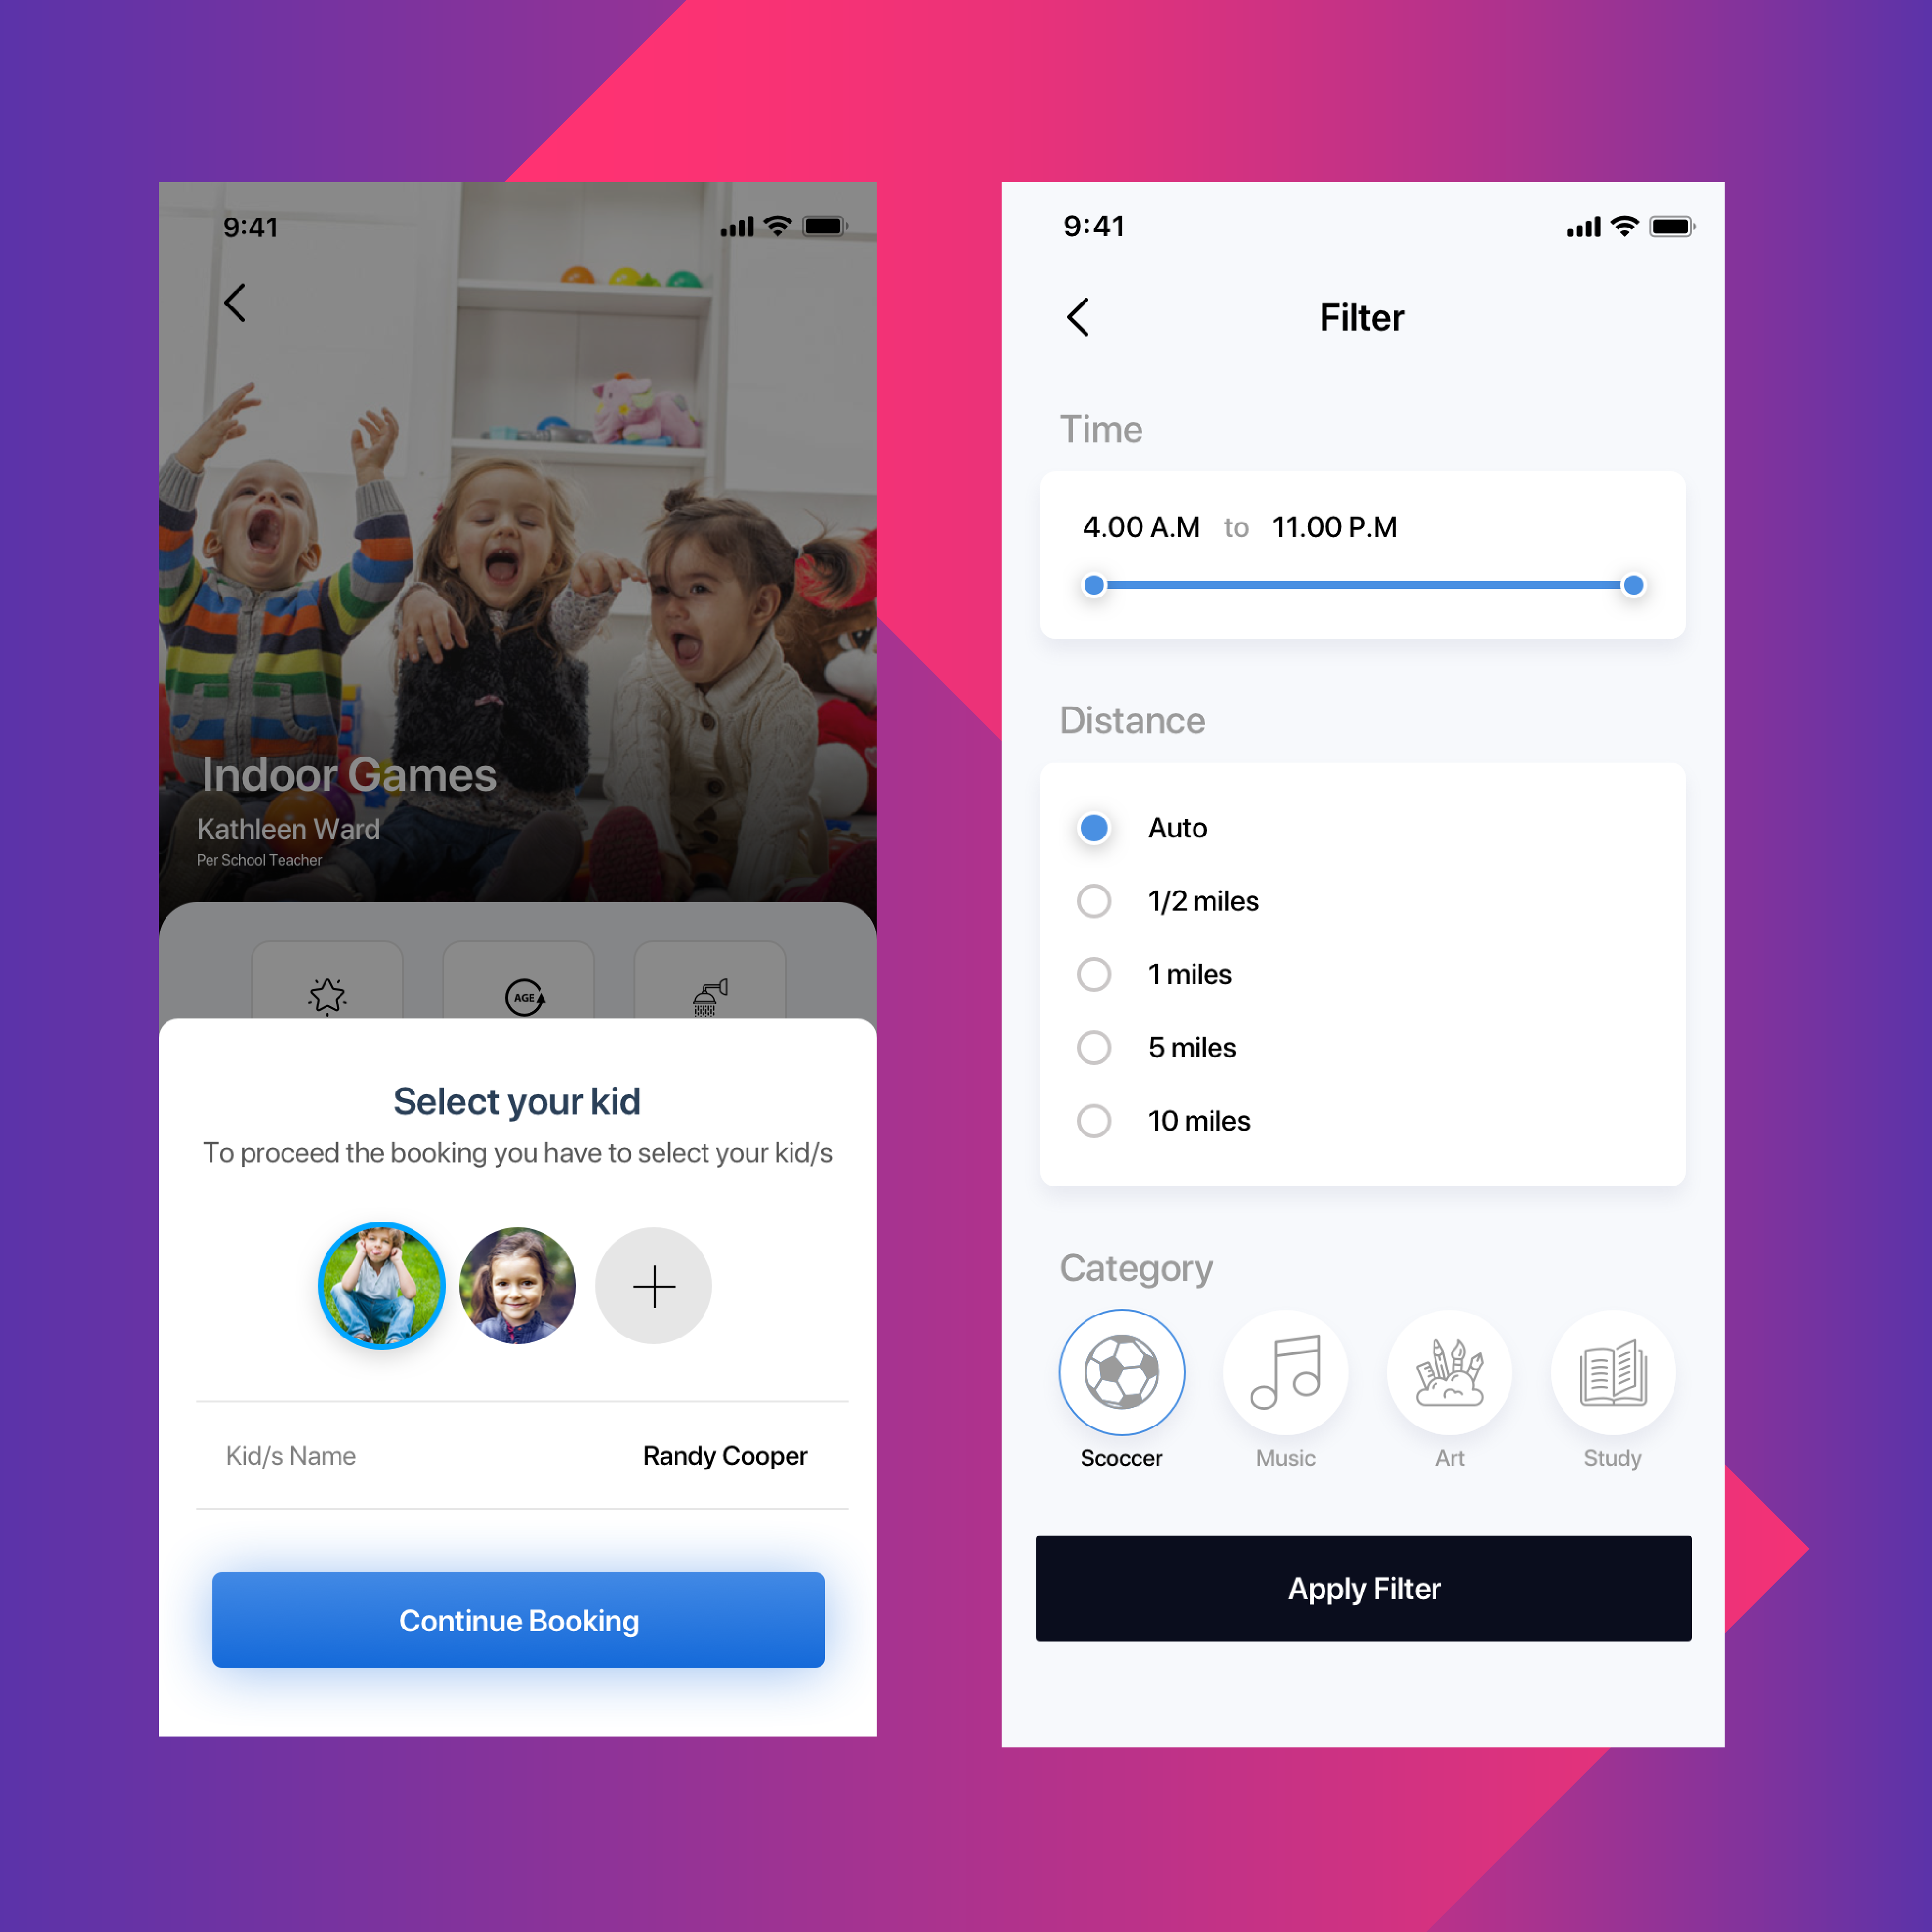 9:41
Indoor Games
Kathleen Ward
Per School Teacher
AGE
Select your kid
To proceed the booking you have to select your kid/s
Kid/s Name Randy Cooper
Continue Booking
9:41
Filter
Time
4.00 A.M to 11.00 P.M
Distance
Auto
1/2 miles
1 miles
5 miles
10 miles
Category
Scoccer Music Art Study
Apply Filter